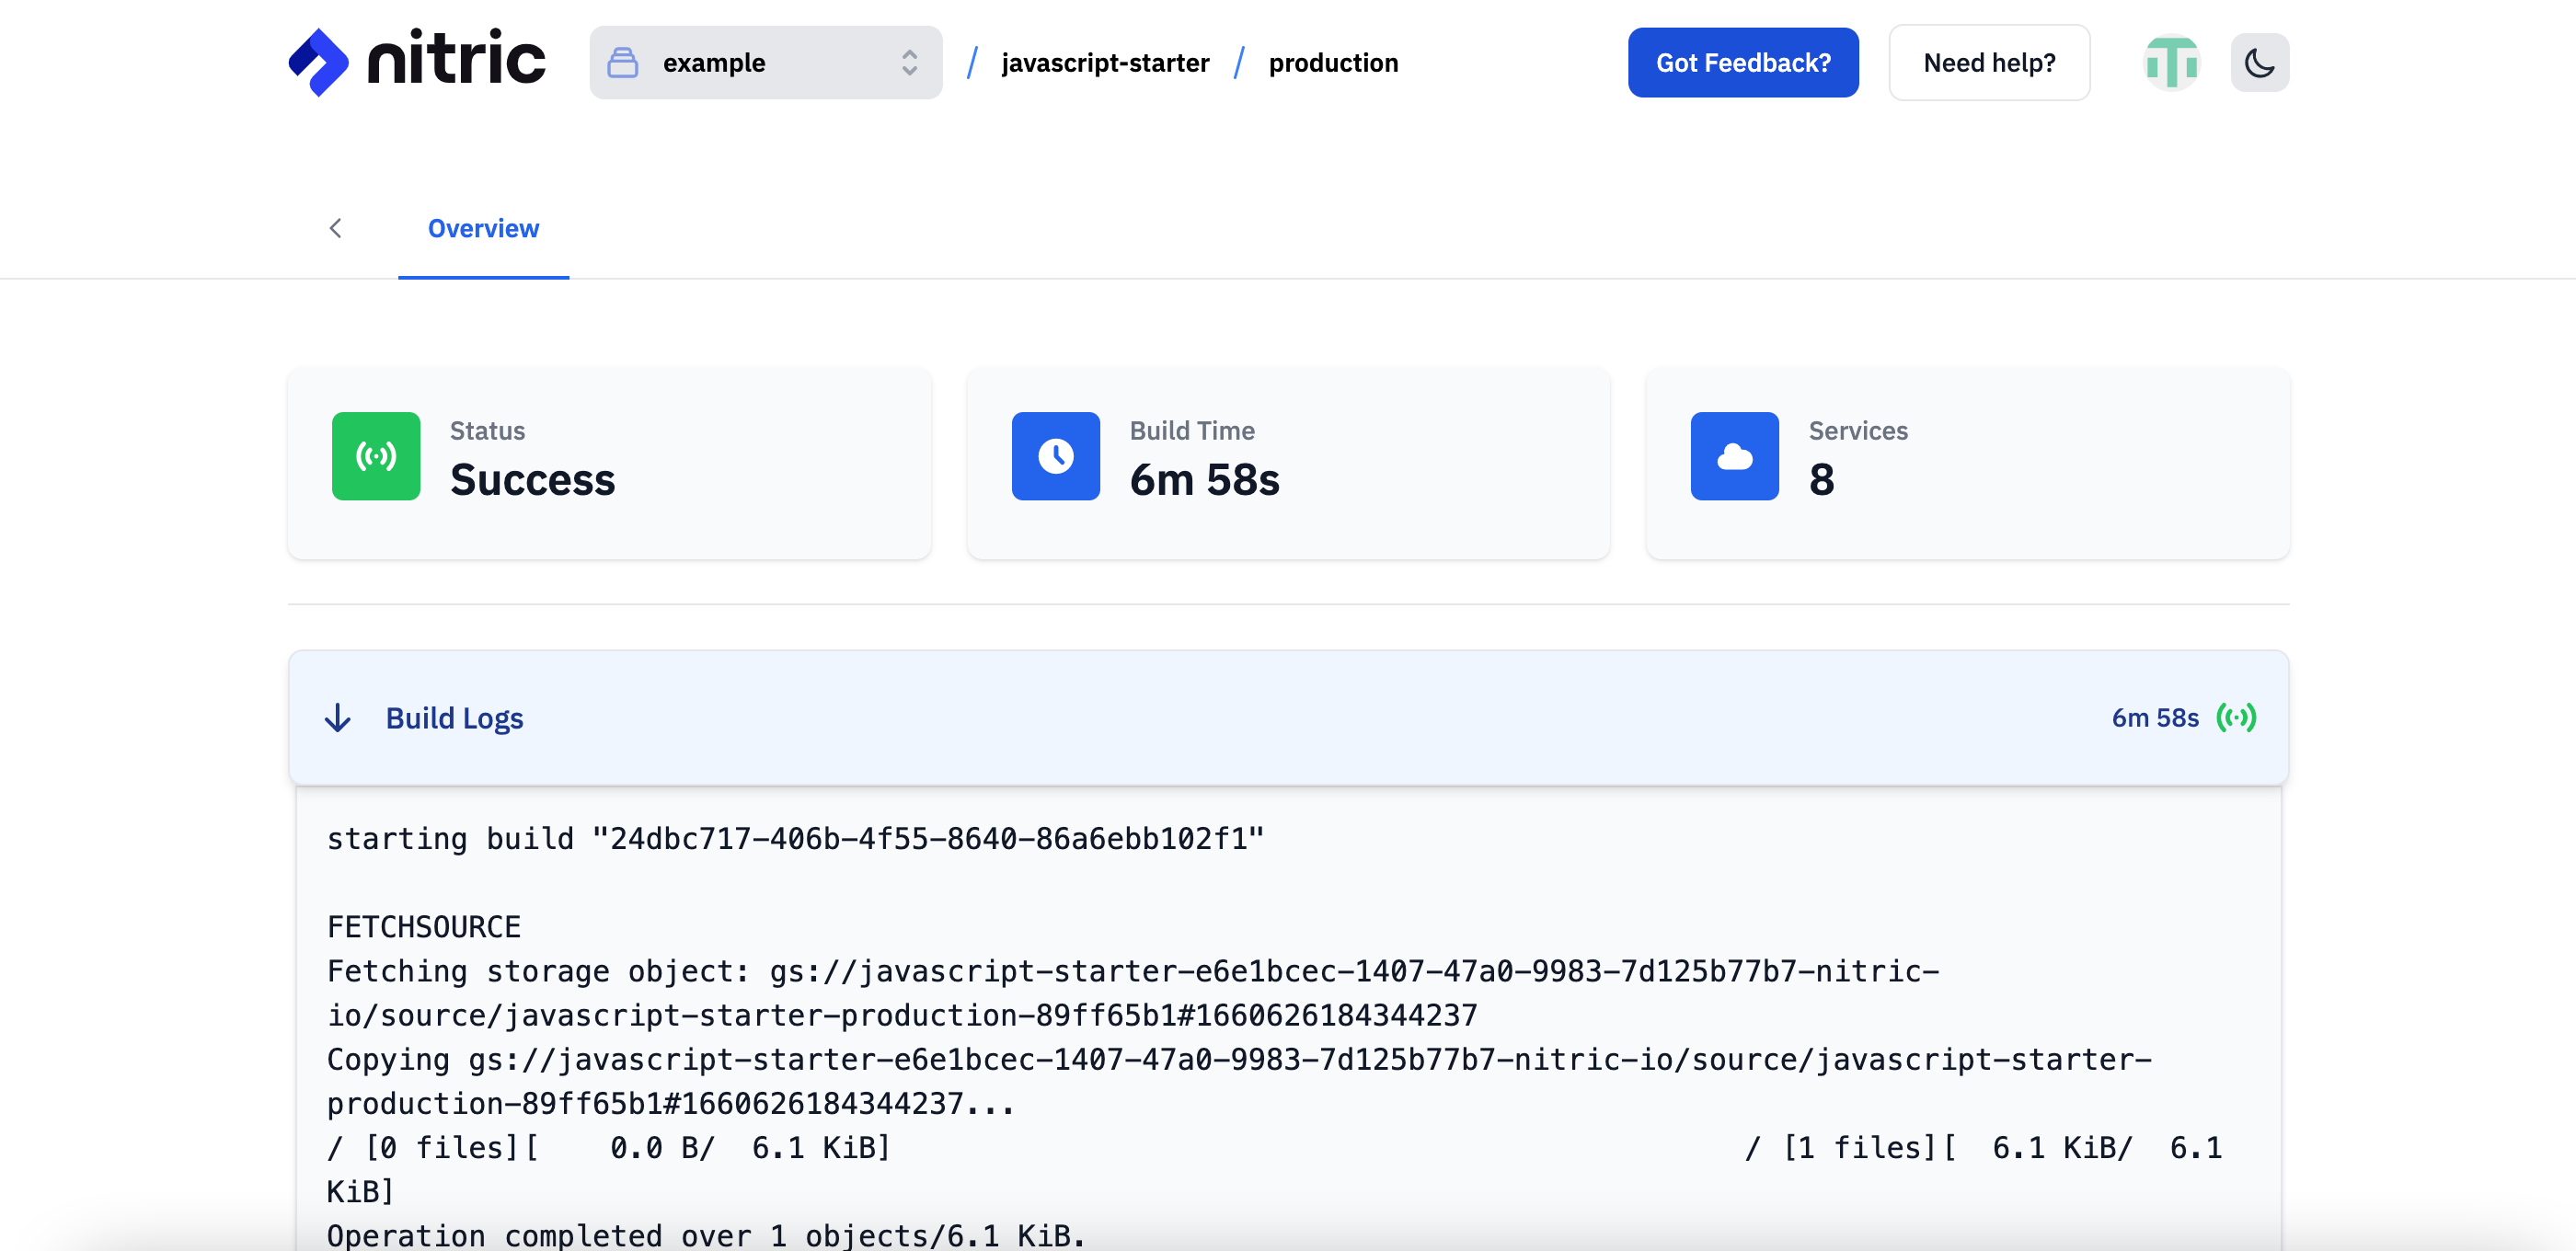 nitric example / javascript-starter / production Got Feedback? Need help?
Overview
Status
Success
Build Time
6m 58s
Services
8
Build Logs 6m 58s
starting build "24dbc717-406b-4f55-8640-86a6ebb102f1"
FETCHSOURCE
Fetching storage object: gs://javascript-starter-e6e1bcec-1407-47a0-9983-7d125b77b7-nitric-
io/source/javascript-starter-production-89ff65b1#1660626184344237
Copying gs://javascript-starter-e6e1bcec-1407-47a0-9983-7d125b77b7-nitric-io/source/javascript-starter-
production-89ff65b1#1660626184344237...
/ [0 files][    0.0 B/  6.1 KiB]                                                / [1 files][  6.1 KiB/  6.1
KiB]
Operation completed over 1 objects/6.1 KiB.